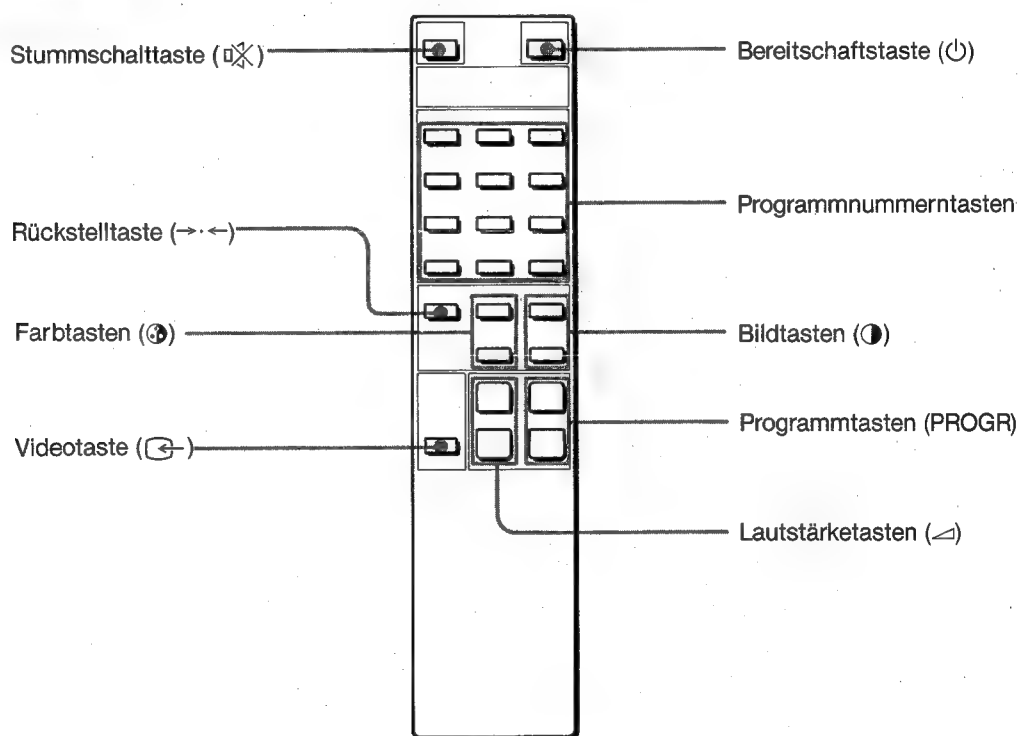 Stummschalttaste ( )
Bereitschaftstaste (⏻)
Programmnummerntasten
Rückstelltaste (→·←)
Farbtasten ( )
Bildtasten (◑)
Programmtasten (PROGR)
Videotaste ( )
Lautstärketasten (⊿)